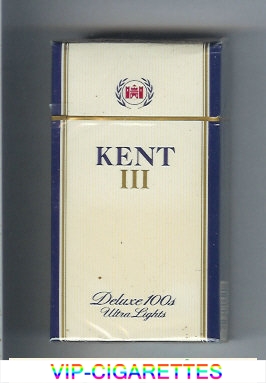 KENT
III
Deluxe 100s
Ultra Lights
VIP-CIGARETTES